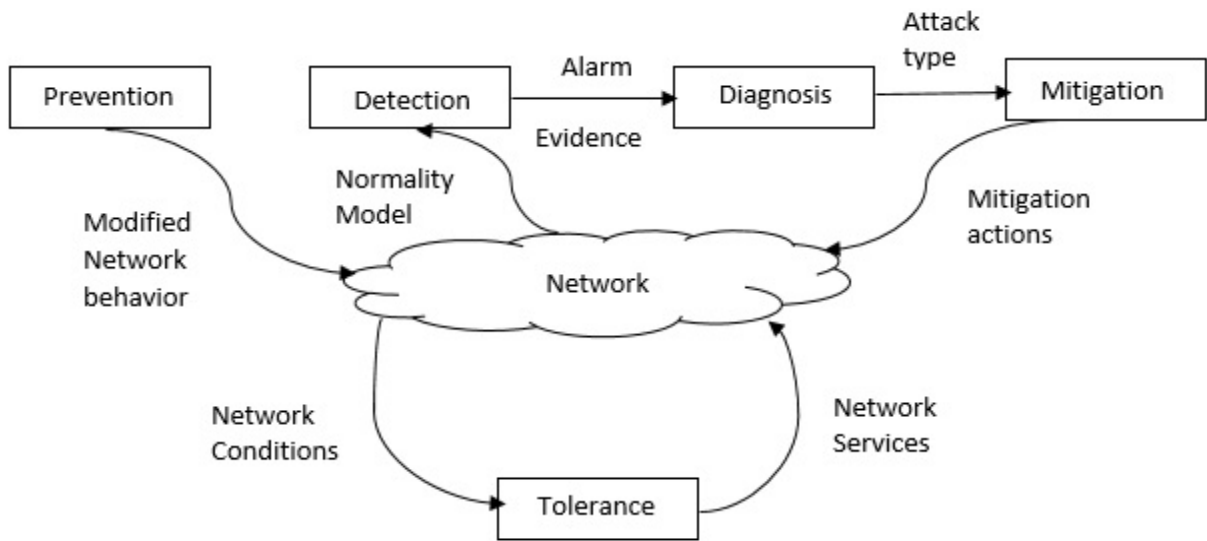 Prevention
Detection
Alarm
Evidence
Diagnosis
Attack
type
Mitigation
Modified
Network
behavior
Normality
Model
Mitigation
actions
Network
Network
Conditions
Network
Services
Tolerance